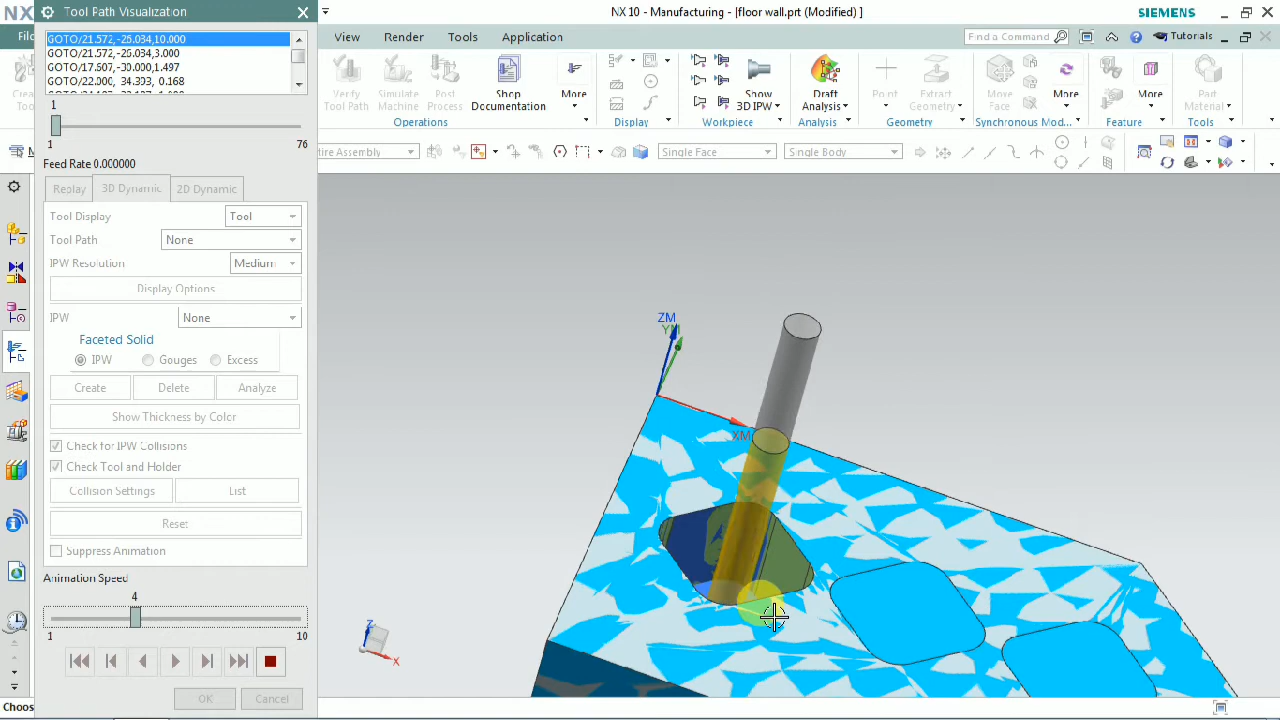 NX
Tool Path Visualization
NX 10 - Manufacturing - [floor wall.prt (Modified) ]
SIEMENS
View
Render
Tools
Application
Find a Command
Tutorials
GOTO/21.572,-25.034,10.000
GOTO/21.572,-25.034,3.000
GOTO/17.507,-30.000,1.497
1
1
76
Feed Rate 0.000000
Replay
3D Dynamic
2D Dynamic
Tool Display
Tool
Tool Path
None
IPW Resolution
Medium
Display Options
IPW
None
Faceted Solid
IPW
Gouges
Excess
Create
Delete
Analyze
Show Thickness by Color
Check for IPW Collisions
Check Tool and Holder
Collision Settings
List
Reset
Suppress Animation
Animation Speed
4
1
10
OK
Cancel
Verify Tool Path
Simulate Machine
Post Process
Shop Documentation
More
Operations
Display
Show 3D IPW
Workpiece
Draft Analysis
Analysis
Point
Extract Geometry
Geometry
Move Face
More
Synchronous Mod...
More
Feature
Part Material
Tools
tire Assembly
Single Face
Single Body
ZM
YM
XM
Z
X
Choos